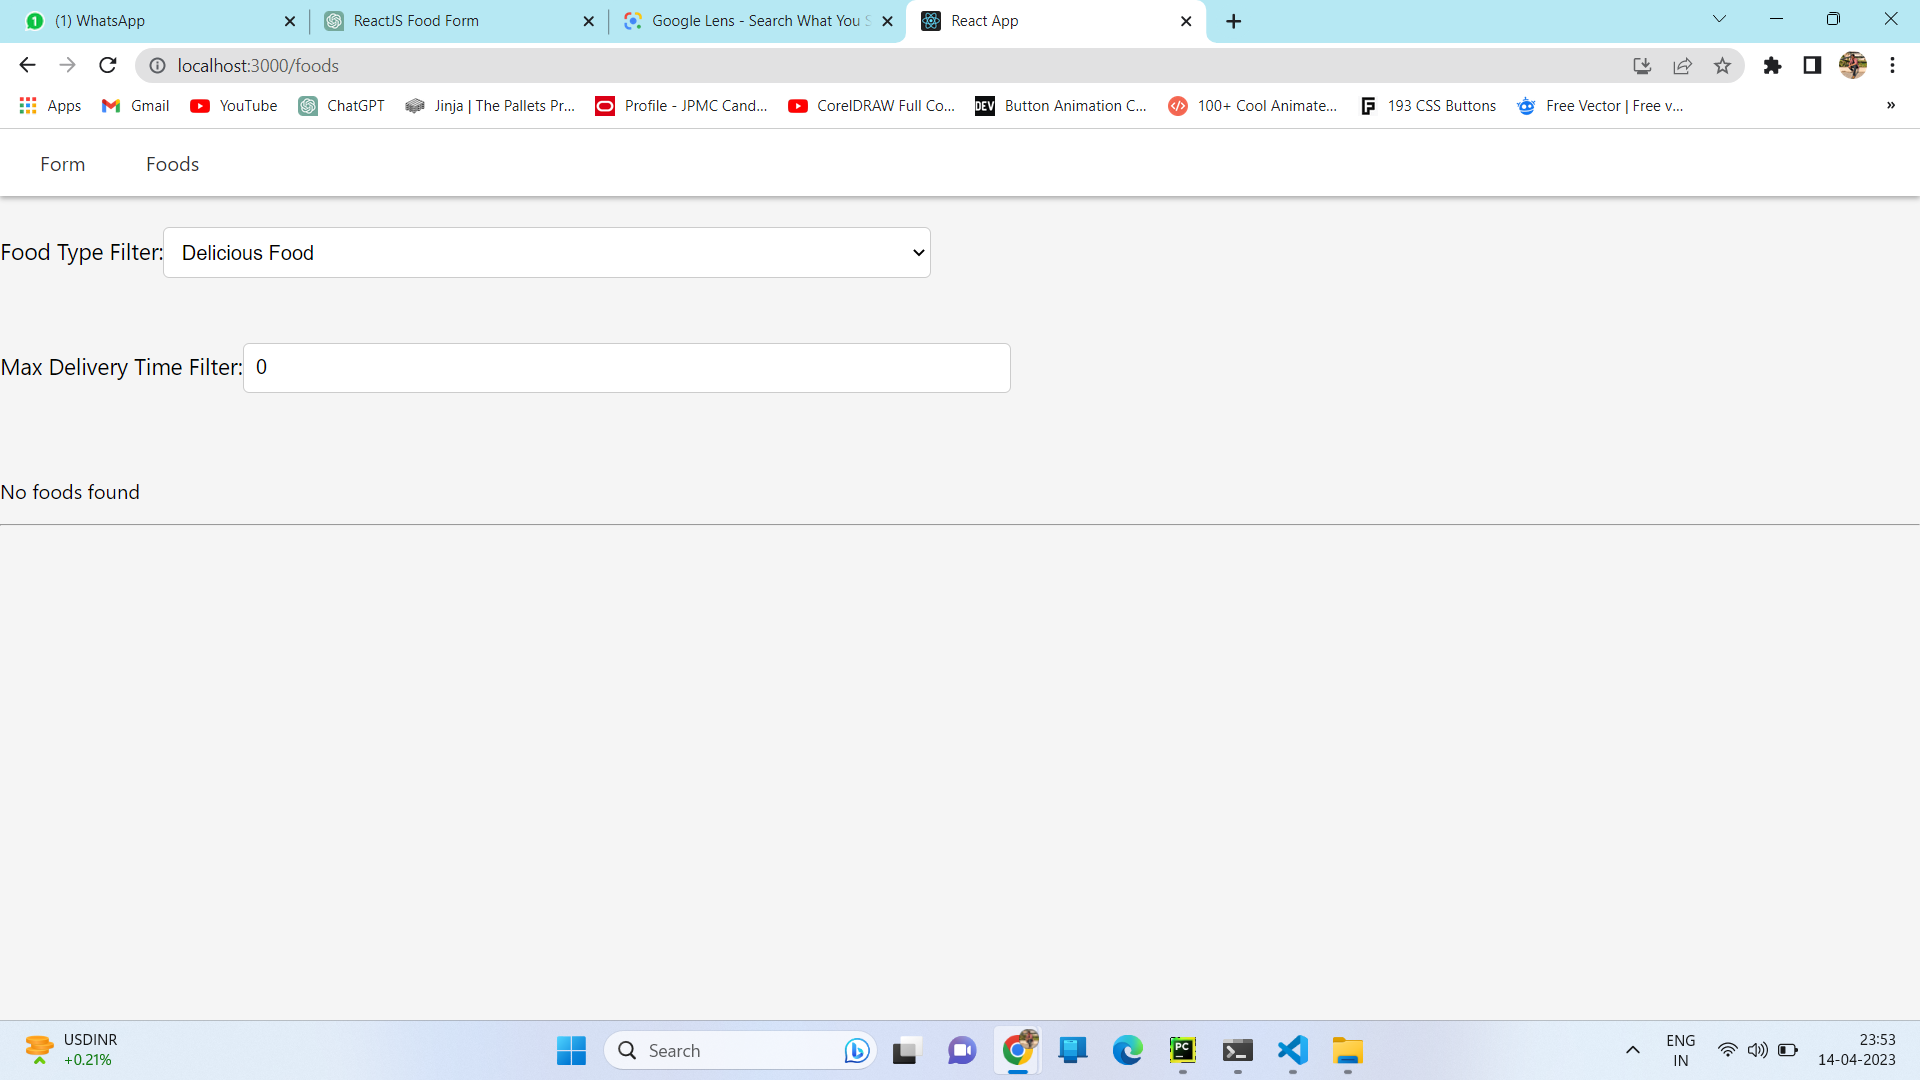 (1) WhatsApp
ReactJS Food Form
Google Lens - Search What You S
React App
localhost:3000/foods
Apps
Gmail
YouTube
ChatGPT
Jinja | The Pallets Pr...
Profile - JPMC Cand...
CorelDRAW Full Co...
DEV
Button Animation C...
100+ Cool Animate...
193 CSS Buttons
Free Vector | Free v...
»
Form
Foods
Food Type Filter:
Delicious Food
Max Delivery Time Filter:
0
No foods found
USDINR
+0.21%
Search
PC
ENG
IN
23:53
14-04-2023